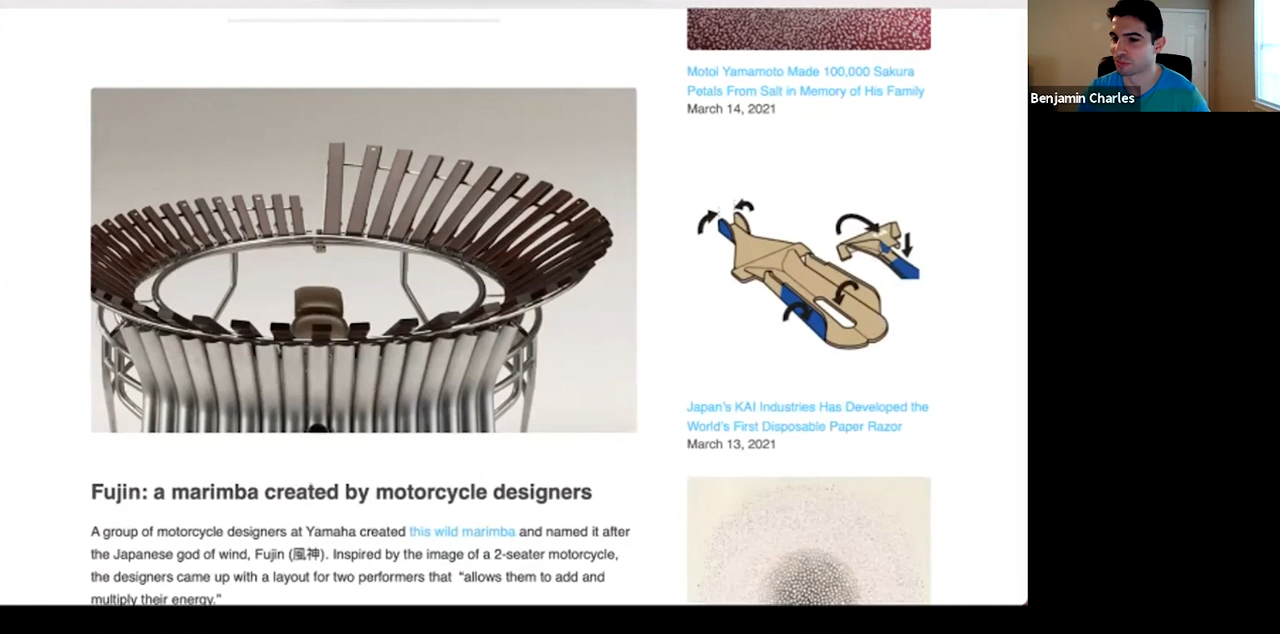 Motoi Yamamoto Made 100,000 Sakura
Petals From Salt in Memory of His Family
March 14, 2021
Benjamin Charles
Japan's KAI Industries Has Developed the
World's First Disposable Paper Razor
March 13, 2021
Fujin: a marimba created by motorcycle designers
A group of motorcycle designers at Yamaha created this wild marimba and named it after
the Japanese god of wind, Fujin (風神). Inspired by the image of a 2-seater motorcycle,
the designers came up with a layout for two performers that “allows them to add and
multiply their energy.”